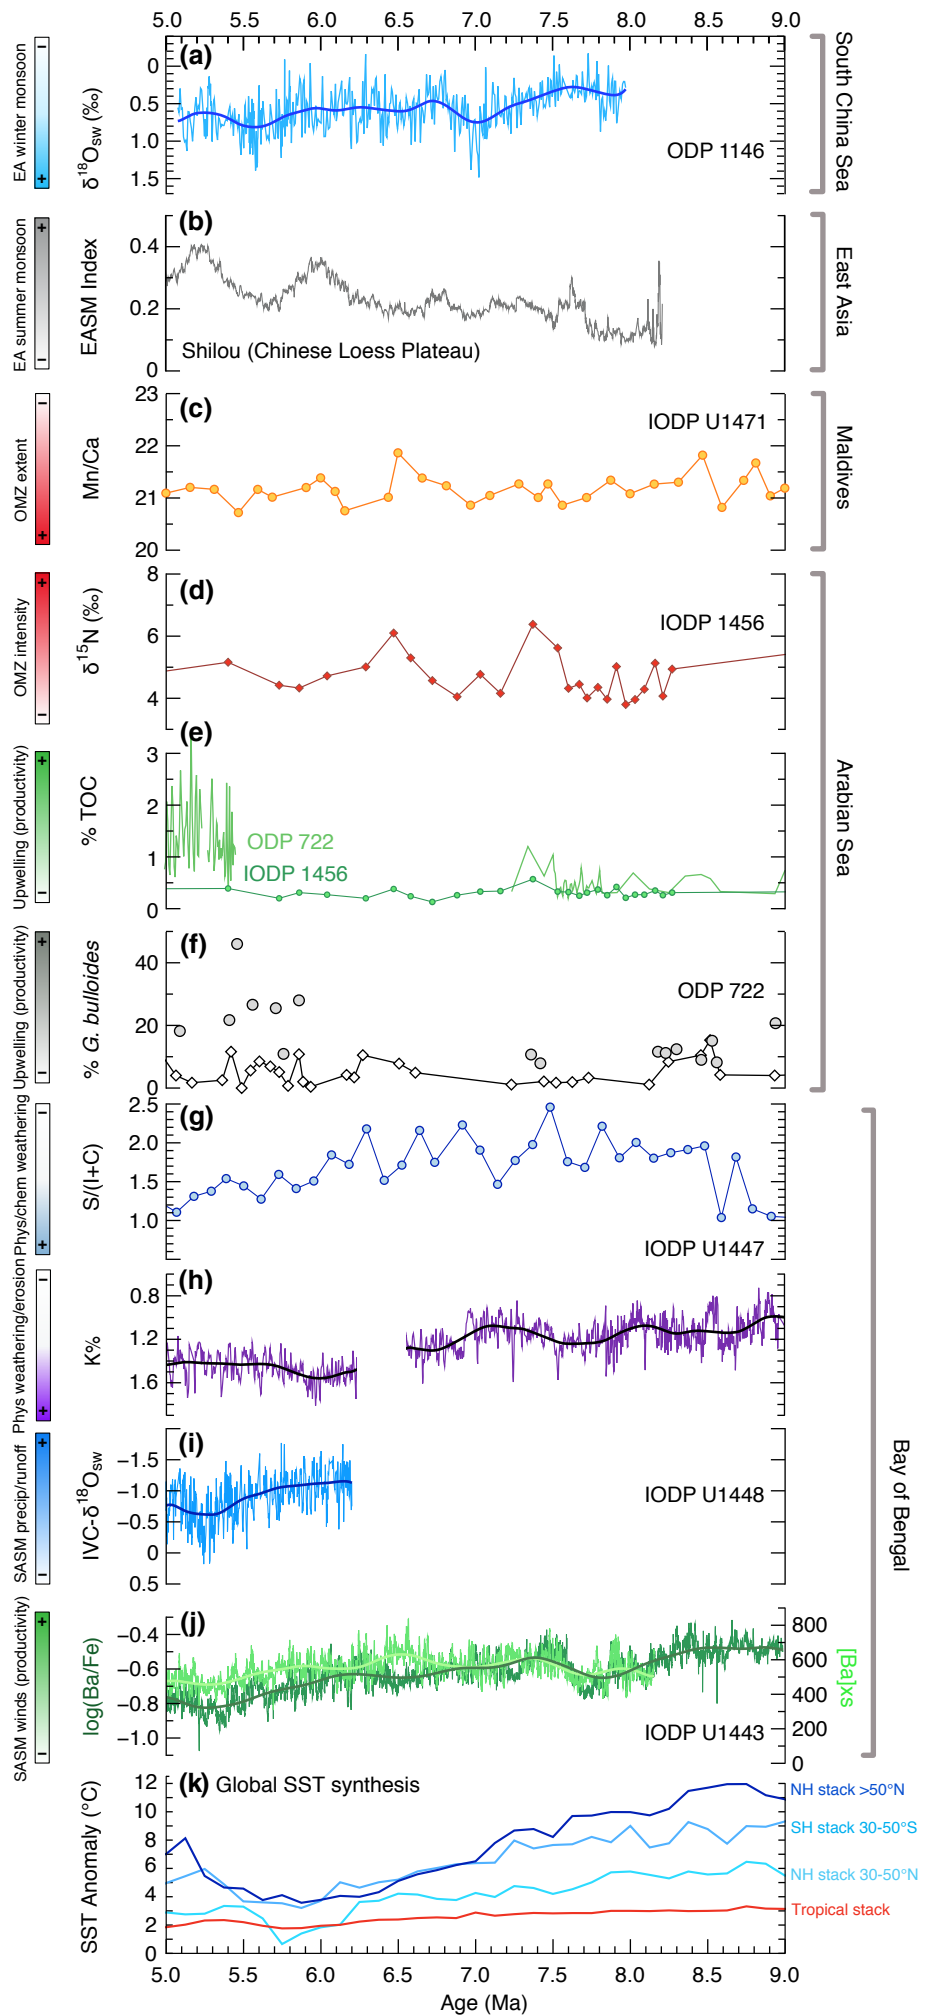 5.0 5.5 6.0 6.5 7.0 7.5 8.0 8.5 9.0
(a)
EA winter monsoon
− +
δ18Osw (‰)
0
0.5
1.0
1.5
ODP 1146
South China Sea
(b)
EA summer monsoon
+ −
EASM Index
0.4
0.2
0
Shilou (Chinese Loess Plateau)
East Asia
(c)
OMZ extent
− +
Mn/Ca
23
22
21
20
IODP U1471
Maldives
(d)
OMZ intensity
+ −
δ15N (‰)
8
6
4
IODP 1456
(e)
Upwelling (productivity)
+ −
% TOC
3
2
1
0
ODP 722
IODP 1456
Arabian Sea
(f)
Upwelling (productivity)
+ −
% G. bulloides
40
20
0
ODP 722
(g)
Phys/chem weathering
− +
S/(I+C)
2.5
2.0
1.5
1.0
IODP U1447
(h)
Phys weathering/erosion
− +
K%
0.8
1.2
1.6
(i)
SASM precip/runoff
+ −
IVC-δ18Osw
−1.5
−1.0
−0.5
0
0.5
IODP U1448
Bay of Bengal
(j)
SASM winds (productivity)
+ −
log(Ba/Fe)
−0.4
−0.6
−0.8
−1.0
800
600
400
200
0
[Ba]xs
IODP U1443
(k) Global SST synthesis
SST Anomaly (°C)
12
10
8
6
4
2
0
NH stack >50°N
SH stack 30-50°S
NH stack 30-50°N
Tropical stack
5.0 5.5 6.0 6.5 7.0 7.5 8.0 8.5 9.0
Age (Ma)